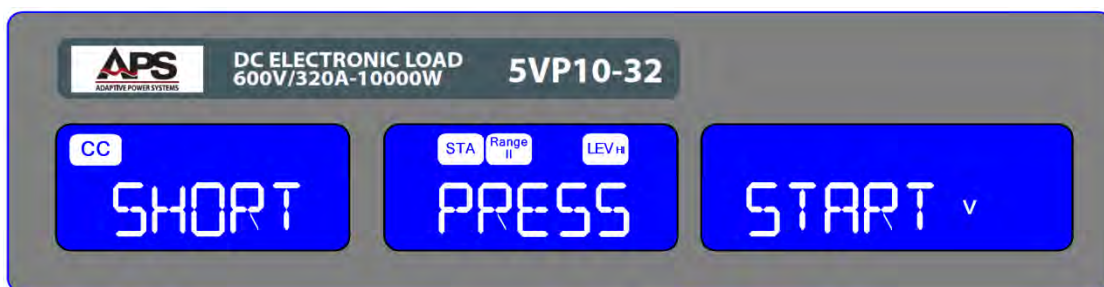 APS
ADAPTIVE POWER SYSTEMS
DC ELECTRONIC LOAD
600V/320A-10000W
5VP10-32
CC
SHORT
STA
Range
II
LEV HI
PRESS
START V